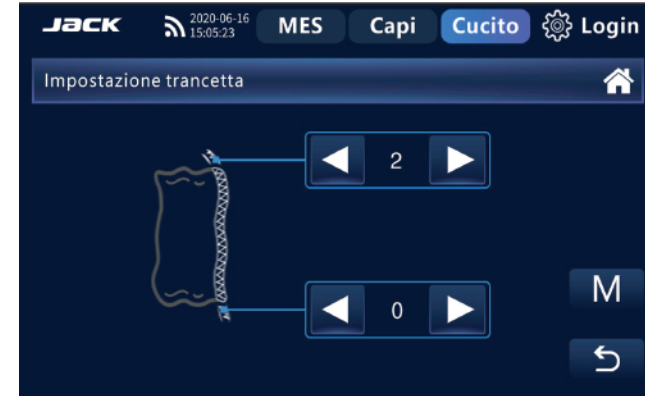 JACK 2020-06-16 MES Capi Cucito Login
15:05:23
Impostazione trancetta
2
0
M